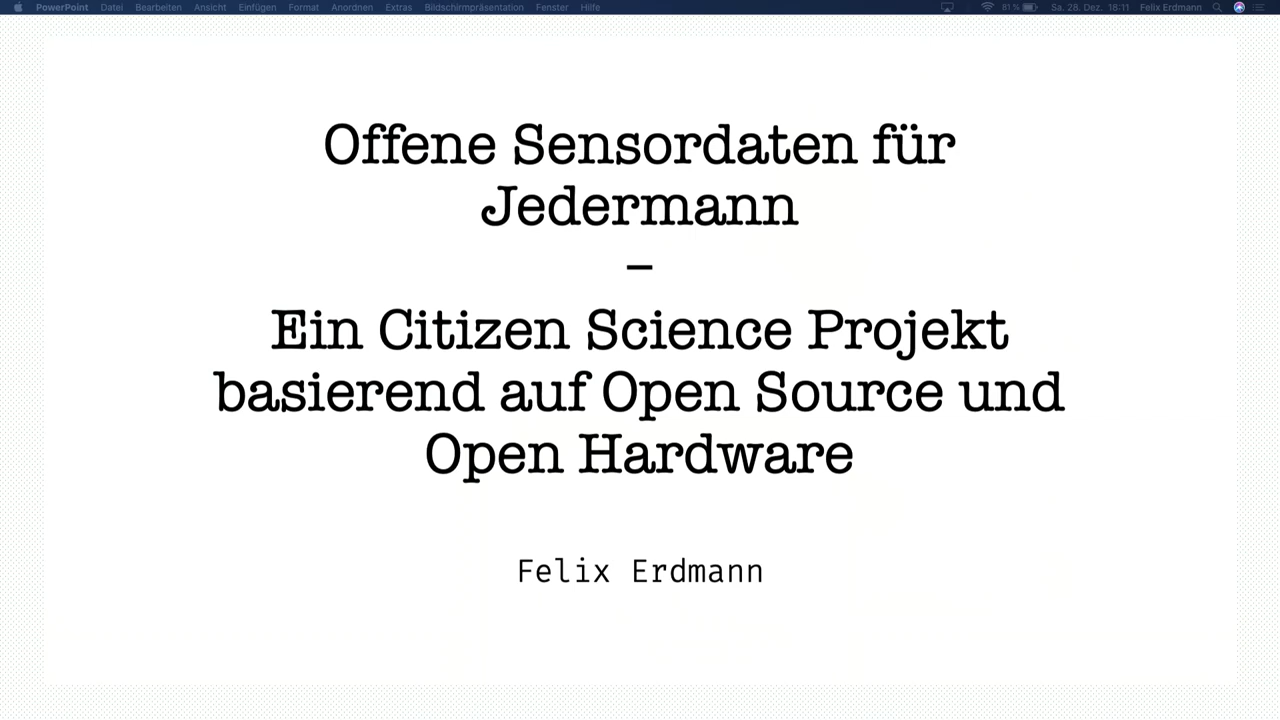 PowerPoint Datei Bearbeiten Ansicht Einfügen Format Anordnen Extras Bildschirmpräsentation Fenster Hilfe 81 % Sa. 28. Dez. 18:11 Felix Erdmann
Offene Sensordaten für
Jedermann
–
Ein Citizen Science Projekt
basierend auf Open Source und
Open Hardware
Felix Erdmann